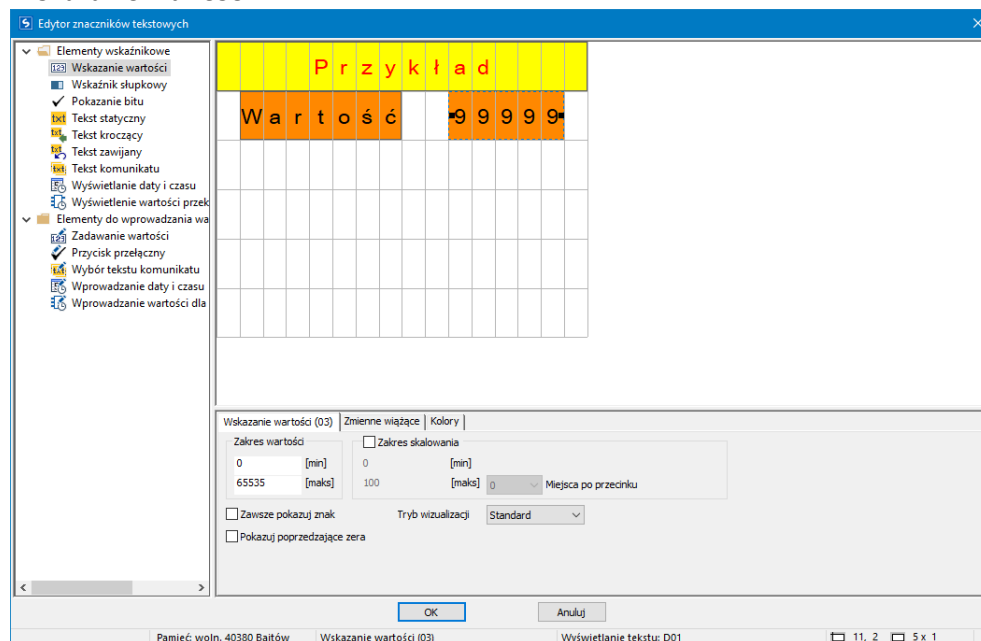 Edytor znaczników tekstowych
Elementy wskaźnikowe
Wskazanie wartości
Wskaźnik słupkowy
Pokazanie bitu
Tekst statyczny
Tekst kroczący
Tekst zawijany
Tekst komunikatu
Wyświetlanie daty i czasu
Wyświetlenie wartości przek
Elementy do wprowadzania wa
Zadawanie wartości
Przycisk przełączny
Wybór tekstu komunikatu
Wprowadzanie daty i czasu
Wprowadzanie wartości dla
Przykład
Wartość 99999
Wskazanie wartości (03) Zmienne wiążące Kolory
Zakres wartości Zakres skalowania
0 [min] 0 [min]
65535 [maks] 100 [maks] 0 Miejsca po przecinku
Zawsze pokazuj znak Tryb wizualizacji Standard
Pokazuj poprzedzające zera
OK Anuluj
Pamięć woln. 40380 Bajtów Wskazanie wartości (03) Wyświetlanie tekstu: D01 11, 2 5 x 1